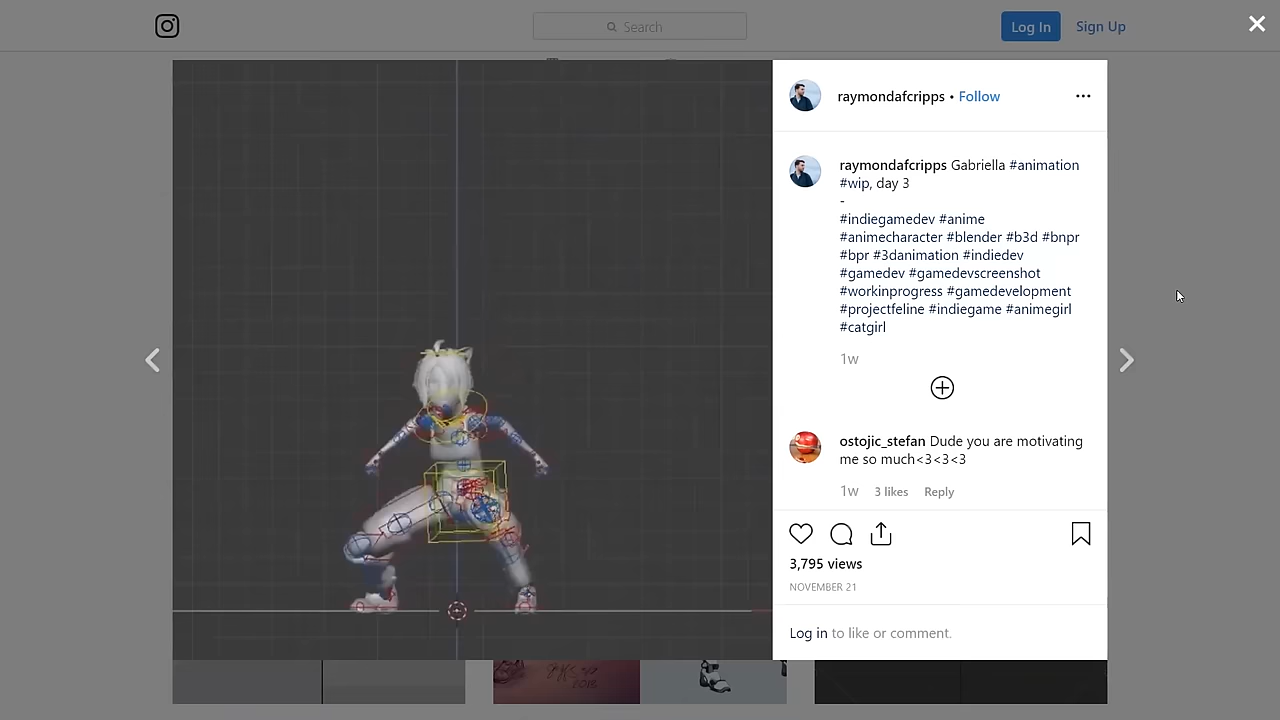 Search
Log In
Sign Up
raymondafcripps • Follow
raymondafcripps Gabriella #animation
#wip, day 3
-
#indiegamedev #anime
#animecharacter #blender #b3d #bnpr
#bpr #3danimation #indiedev
#gamedev #gamedevscreenshot
#workinprogress #gamedevelopment
#projectfeline #indiegame #animegirl
#catgirl
1w
ostojic_stefan Dude you are motivating
me so much<3<3<3
1w 3 likes Reply
3,795 views
NOVEMBER 21
Log in to like or comment.